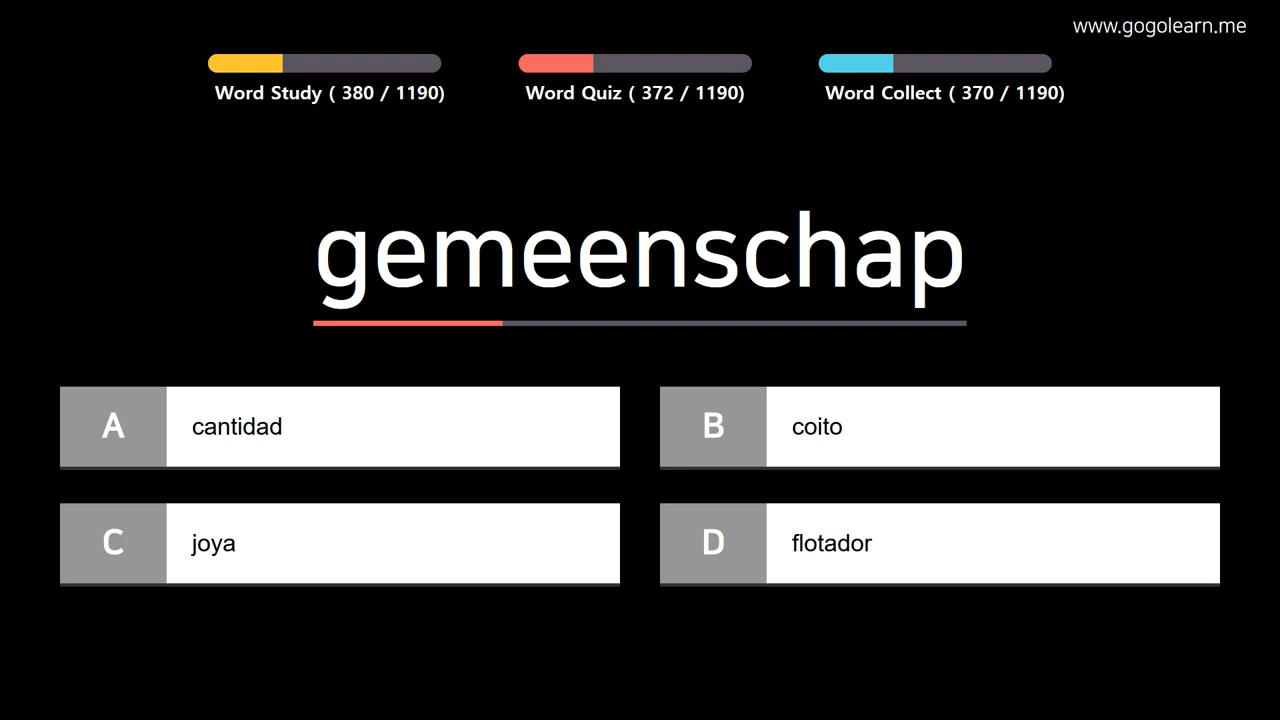 www.gogolearn.me
Word Study ( 380 / 1190)
Word Quiz ( 372 / 1190)
Word Collect ( 370 / 1190)
gemeenschap
A cantidad
B coito
C joya
D flotador